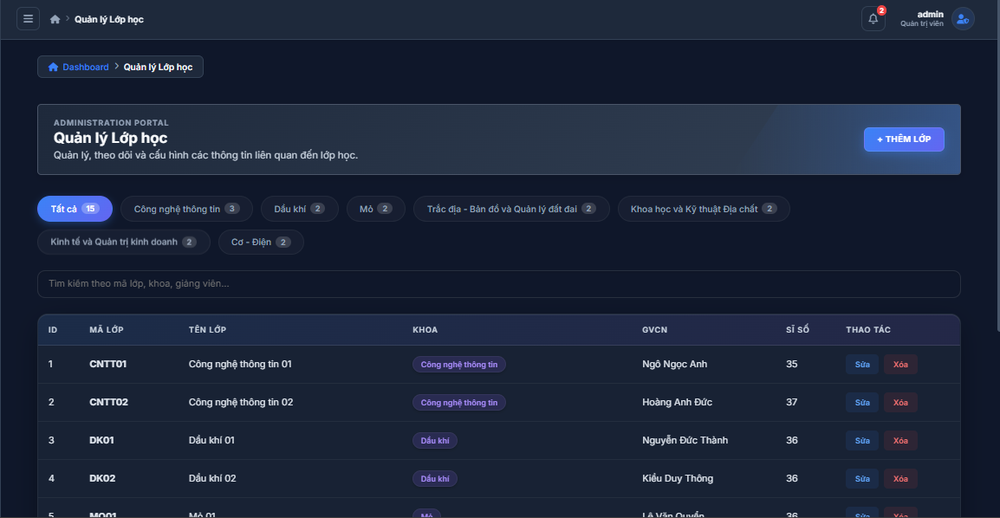 Quản lý Lớp học
2
admin
Quản trị viên
Dashboard > Quản lý Lớp học
ADMINISTRATION PORTAL
Quản lý Lớp học
Quản lý, theo dõi và cấu hình các thông tin liên quan đến lớp học.
+ THÊM LỚP
Tất cả 15 Công nghệ thông tin 3 Dầu khí 2 Mỏ 2 Trắc địa - Bản đồ và Quản lý đất đai 2 Khoa học và Kỹ thuật Địa chất 2
Kinh tế và Quản trị kinh doanh 2 Cơ - Điện 2
Tìm kiếm theo mã lớp, khoa, giảng viên...
ID MÃ LỚP TÊN LỚP KHOA GVCN SĨ SỐ THAO TÁC
1 CNTT01 Công nghệ thông tin 01 Công nghệ thông tin Ngô Ngọc Anh 35 Sửa Xóa
2 CNTT02 Công nghệ thông tin 02 Công nghệ thông tin Hoàng Anh Đức 37 Sửa Xóa
3 DK01 Dầu khí 01 Dầu khí Nguyễn Đức Thành 36 Sửa Xóa
4 DK02 Dầu khí 02 Dầu khí Kiều Duy Thông 36 Sửa Xóa
5 MO01 Mỏ 01 Mỏ Lê Văn Quyển 36 Sửa Xóa